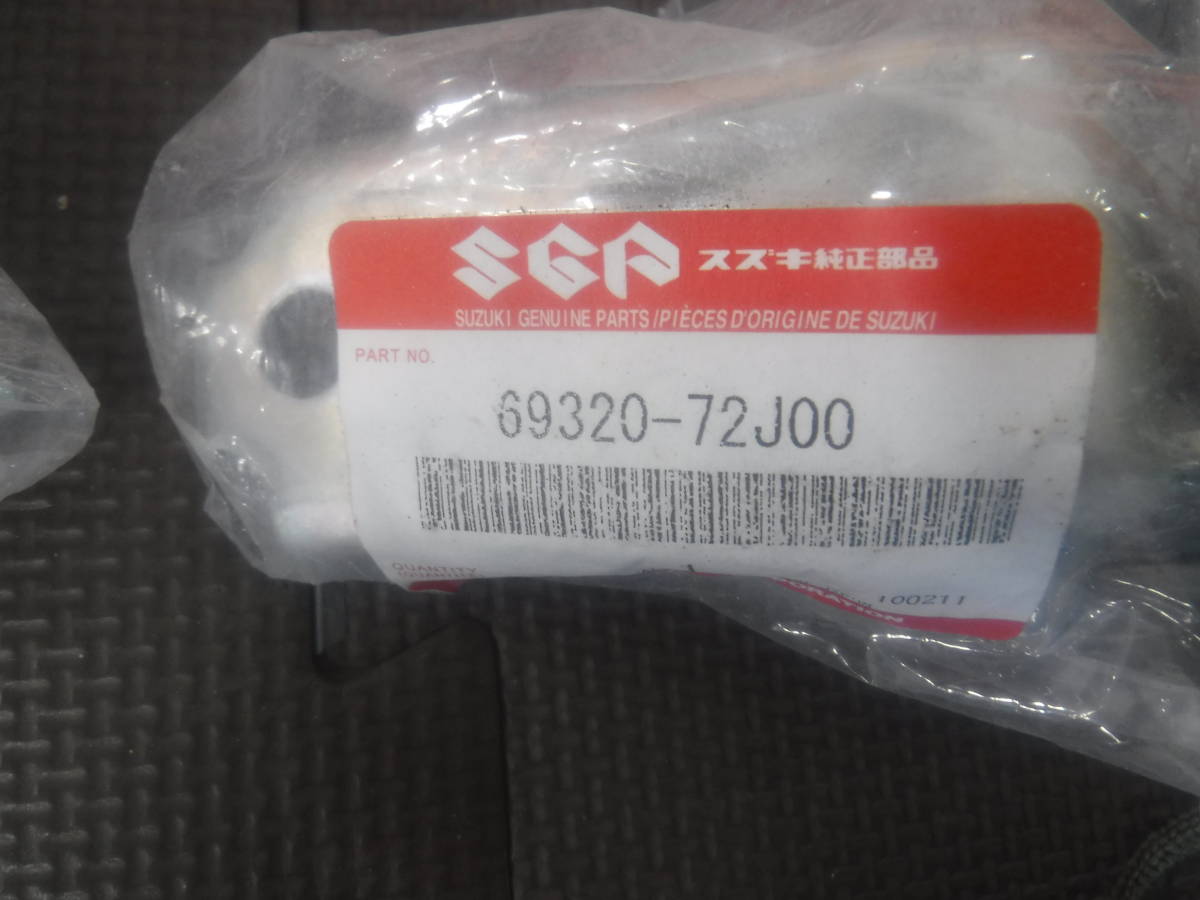 SGP スズキ純正部品
SUZUKI GENUINE PARTS/PIÈCES D'ORIGINE DE SUZUKI
PART NO.
69320-72J00
QUANTITY
100211